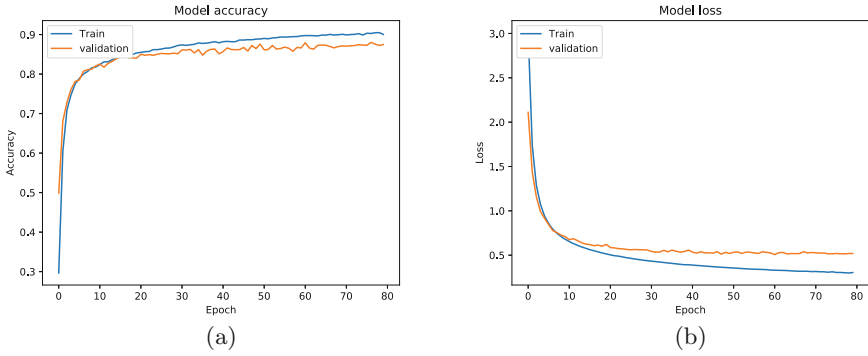 Model accuracy
Train
validation
0.9
0.8
0.7
0.6
0.5
0.4
0.3
Accuracy
0 10 20 30 40 50 60 70 80
Epoch
(a)
Model loss
Train
validation
3.0
2.5
2.0
1.5
1.0
0.5
Loss
0 10 20 30 40 50 60 70 80
Epoch
(b)